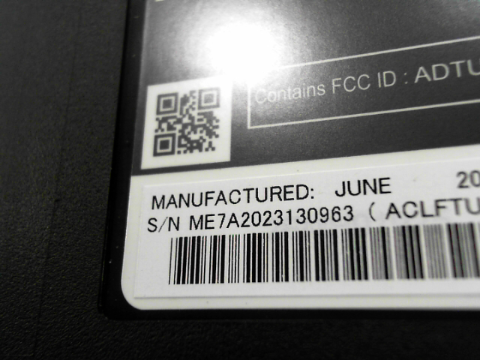 Contains FCC ID : ADTU
MANUFACTURED: JUNE 20
S/N ME7A2023130963 ( ACLFTU